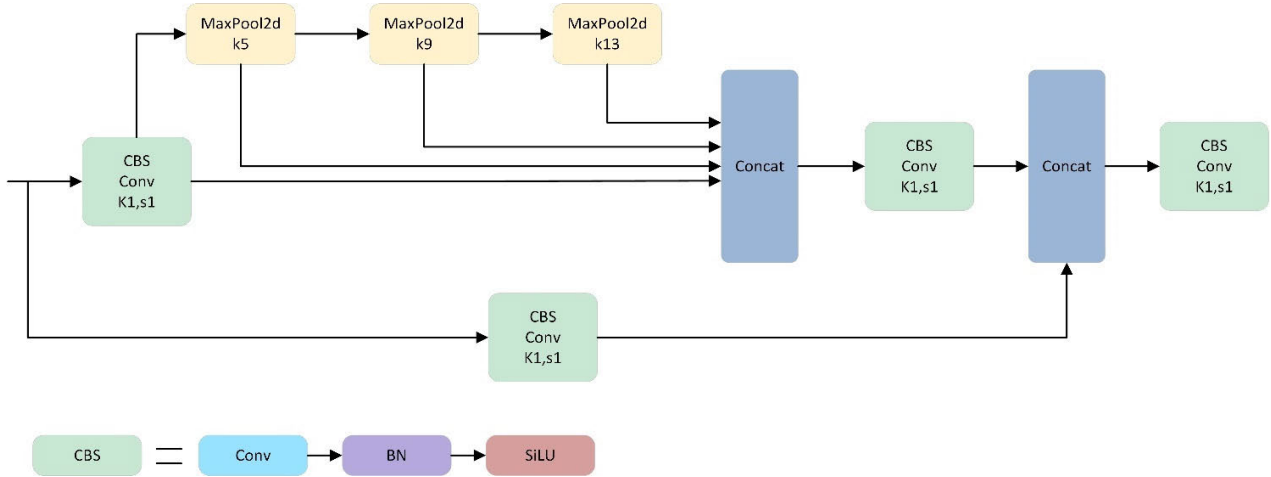 MaxPool2d
k5
MaxPool2d
k9
MaxPool2d
k13
CBS
Conv
K1,s1
Concat
CBS
Conv
K1,s1
Concat
CBS
Conv
K1,s1
CBS
Conv
K1,s1
CBS
Conv
BN
SiLU